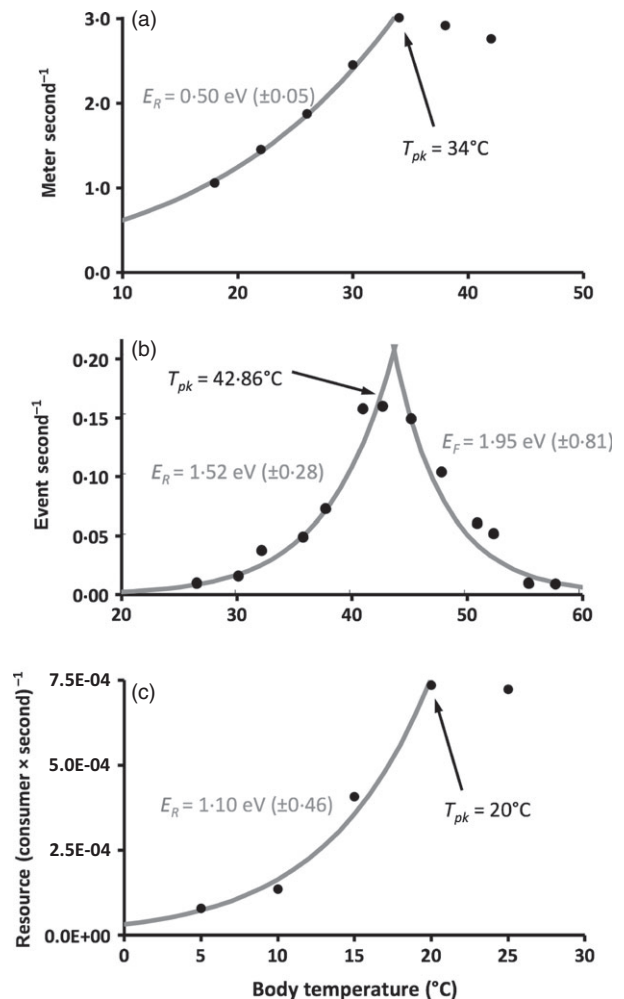 (a)
3·0
2·0
1·0
0·0
Meter second⁻¹
E_R = 0·50 eV (±0·05)
T_pk = 34°C
10 20 30 40 50
(b)
0·20
0·15
0·10
0·05
0·00
Event second⁻¹
T_pk = 42·86°C
E_R = 1·52 eV (±0·28)
E_F = 1·95 eV (±0·81)
20 30 40 50 60
(c)
7.5E-04
5.0E-04
2.5E-04
0.0E+00
Resource (consumer × second)⁻¹
E_R = 1·10 eV (±0·46)
T_pk = 20°C
0 5 10 15 20 25 30
Body temperature (°C)